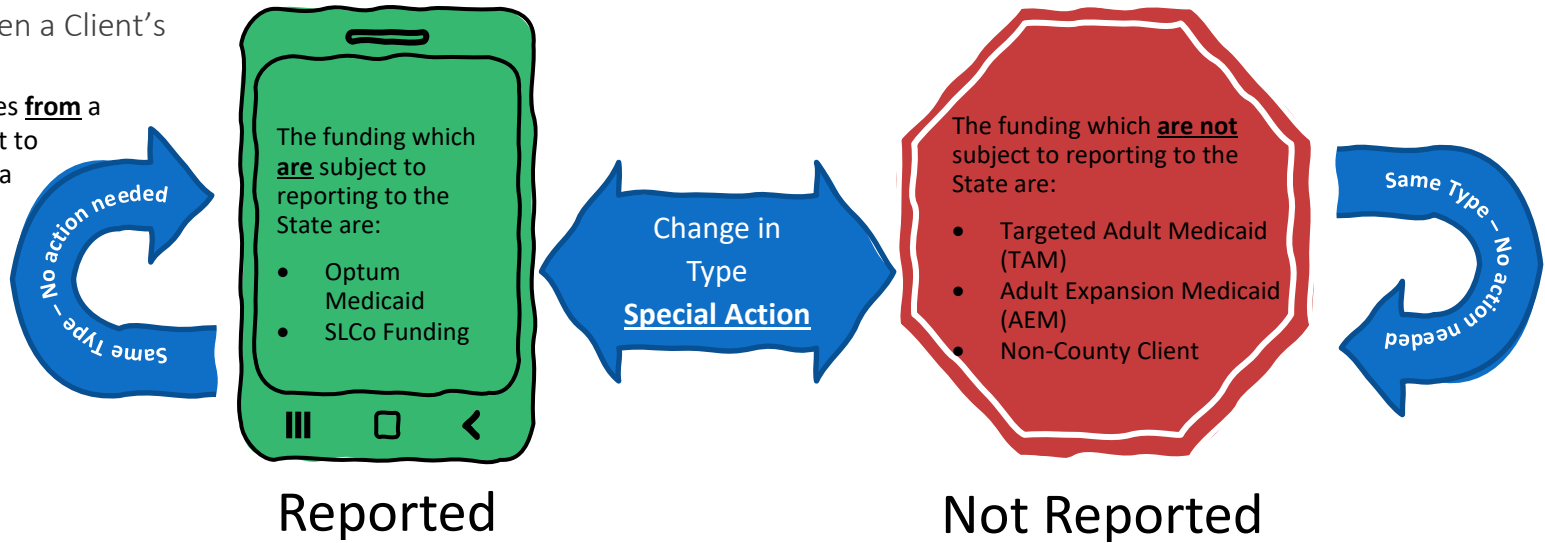 en a Client's
es from a
t to
a
Same Type – No action needed
The funding which
are subject to
reporting to the
State are:
• Optum
Medicaid
• SLCo Funding
Reported
Change in
Type
Special Action
The funding which are not
subject to reporting to the
State are:
• Targeted Adult Medicaid
(TAM)
• Adult Expansion Medicaid
(AEM)
• Non-County Client
Not Reported
Same Type – No action needed